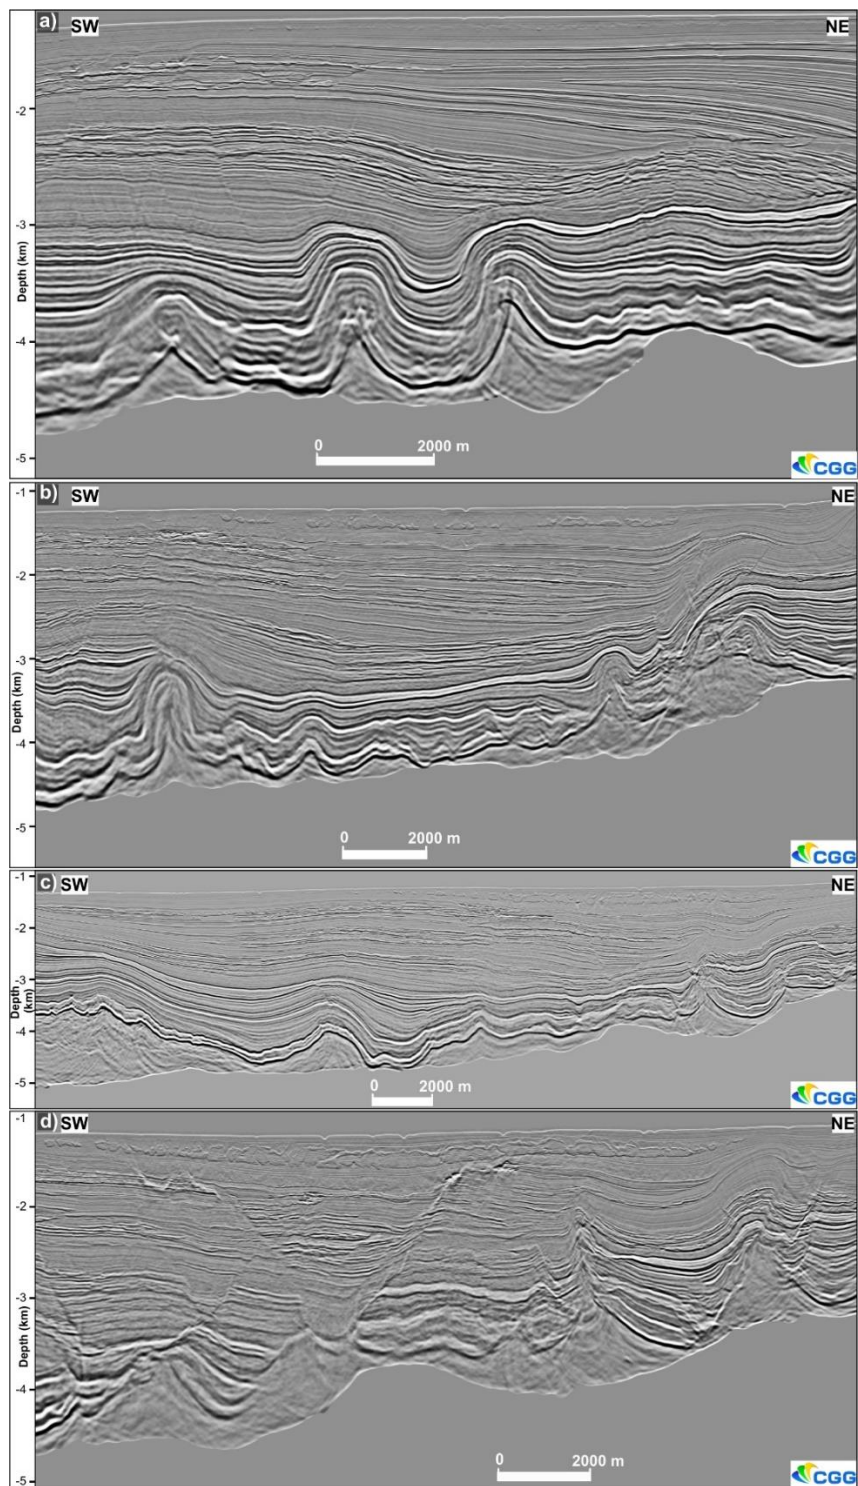 a) SW NE
-2
-3
Depth (km)
-4
0 2000 m
-5
CGG
b) SW NE
-1
-2
-3
Depth (km)
-4
0 2000 m
-5
CGG
c) SW NE
-1
-2
-3
Depth
(km)
-4
0 2000 m
-5
CGG
d) SW NE
-1
-2
-3
Depth (km)
-4
0 2000 m
-5
CGG